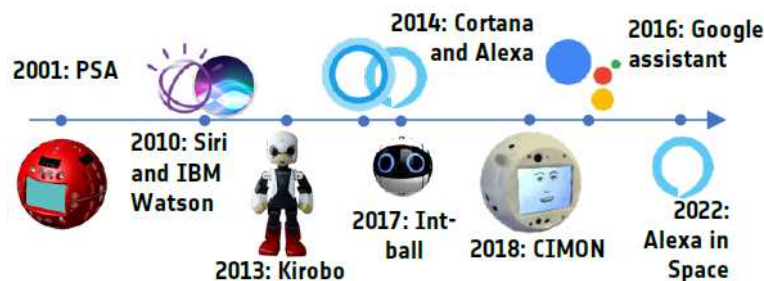 2001: PSA
2010: Siri
and IBM
Watson
2013: Kirobo
2014: Cortana
and Alexa
2017: Int-
ball
2018: CIMON
2016: Google
assistant
2022:
Alexa in
Space